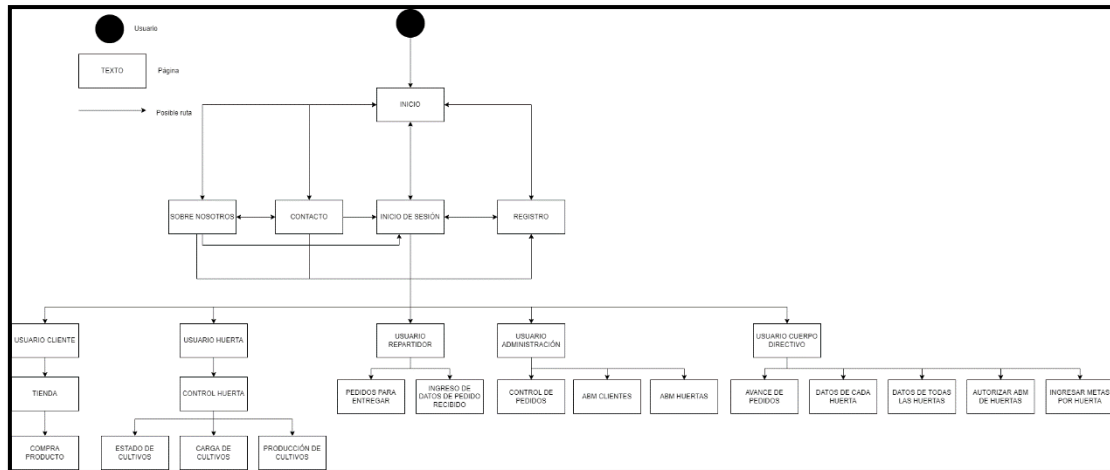 Usuario
TEXTO
Página
Posible ruta
INICIO
SOBRE NOSOTROS
CONTACTO
INICIO DE SESIÓN
REGISTRO
USUARIO CLIENTE
USUARIO HUERTA
USUARIO
REPARTIDOR
USUARIO
ADMINISTRACIÓN
USUARIO CUERPO
DIRECTIVO
TIENDA
CONTROL HUERTA
PEDIDOS PARA
ENTREGAR
INGRESO DE
DATOS DE PEDIDO
RECIBIDO
CONTROL DE
PEDIDOS
ABM CLIENTES
ABM HUERTAS
AVANCE DE
PEDIDOS
DATOS DE CADA
HUERTA
DATOS DE TODAS
LAS HUERTAS
AUTORIZAR ABM
DE HUERTAS
INGRESAR METAS
POR HUERTA
COMPRA
PRODUCTO
ESTADO DE
CULTIVOS
CARGA DE
CULTIVOS
PRODUCCIÓN DE
CULTIVOS